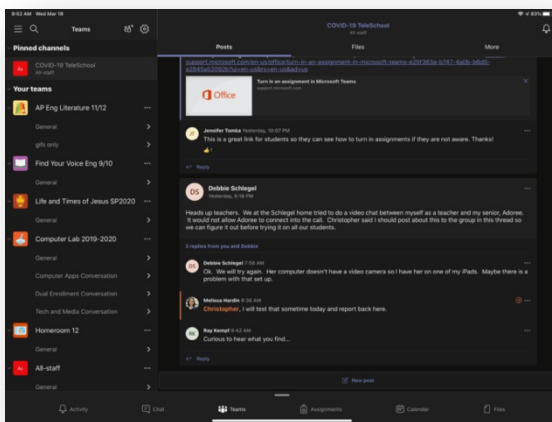 8:52 AM Wed Mar 18
83%
Teams
COVID-19 TeleSchool
All-staff
Posts
Files
More
Pinned channels
COVID-19 TeleSchool
All-staff
Your teams
AP Eng Literature 11/12
General
gifs only
Find Your Voice Eng 9/10
General
Life and Times of Jesus SP2020
General
Computer Lab 2019-2020
General
Computer Apps Conversation
Dual Enrollment Conversation
Tech and Media Conversation
Homeroom 12
General
As All-staff
General
Turn in an assignment in Microsoft Teams
support.microsoft.com
Office
Jennifer Tomka Yesterday, 10:07 PM
This is a great link for students so they can see how to turn in assignments if they are not aware. Thanks!
1
Reply
DS Debbie Schlegel
Yesterday, 9:18 PM
Heads up teachers. We at the Schlegel home tried to do a video chat between myself as a teacher and my senior, Adoree.
It would not allow Adoree to connect into the call. Christopher said I should post about this to the group in this thread so
we can figure it out before trying it on all our students.
2 replies from you and Debbie
DS Debbie Schlegel 7:58 AM
Ok. We will try again. Her computer doesn't have a video camera so I have her on one of my iPads. Maybe there is a
problem with that set up.
Melissa Hardin 8:38 AM
Christopher, I will test that sometime today and report back here.
RK Ray Kempf 8:42 AM
Curious to hear what you find...
Reply
New post
Activity
Chat
Teams
Assignments
Calendar
Files